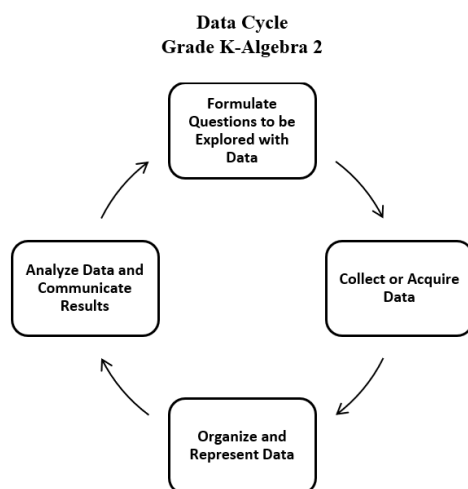 Data Cycle
Grade K-Algebra 2
Formulate
Questions to be
Explored with
Data
Collect or Acquire
Data
Organize and
Represent Data
Analyze Data and
Communicate
Results